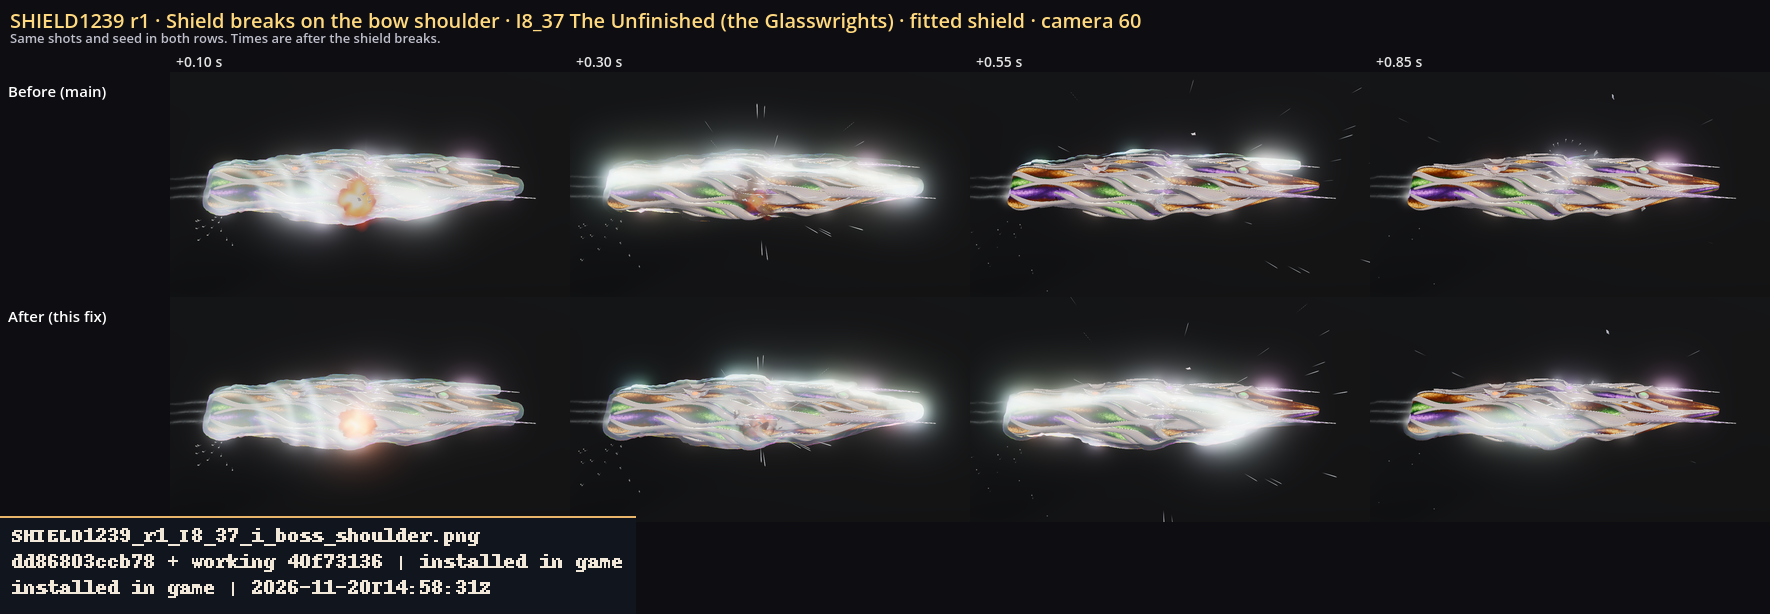 SHIELD1239 r1 · Shield breaks on the bow shoulder · I8_37 The Unfinished (the Glasswrights) · fitted shield · camera 60
Same shots and seed in both rows. Times are after the shield breaks.
+0.10 s
+0.30 s
+0.55 s
+0.85 s
Before (main)
After (this fix)
SHIELD1239_r1_I8_37_i_boss_shoulder.png
dd86803ccb78 + working 40f73136 | installed in game
installed in game | 2026-11-20T14:58:31Z